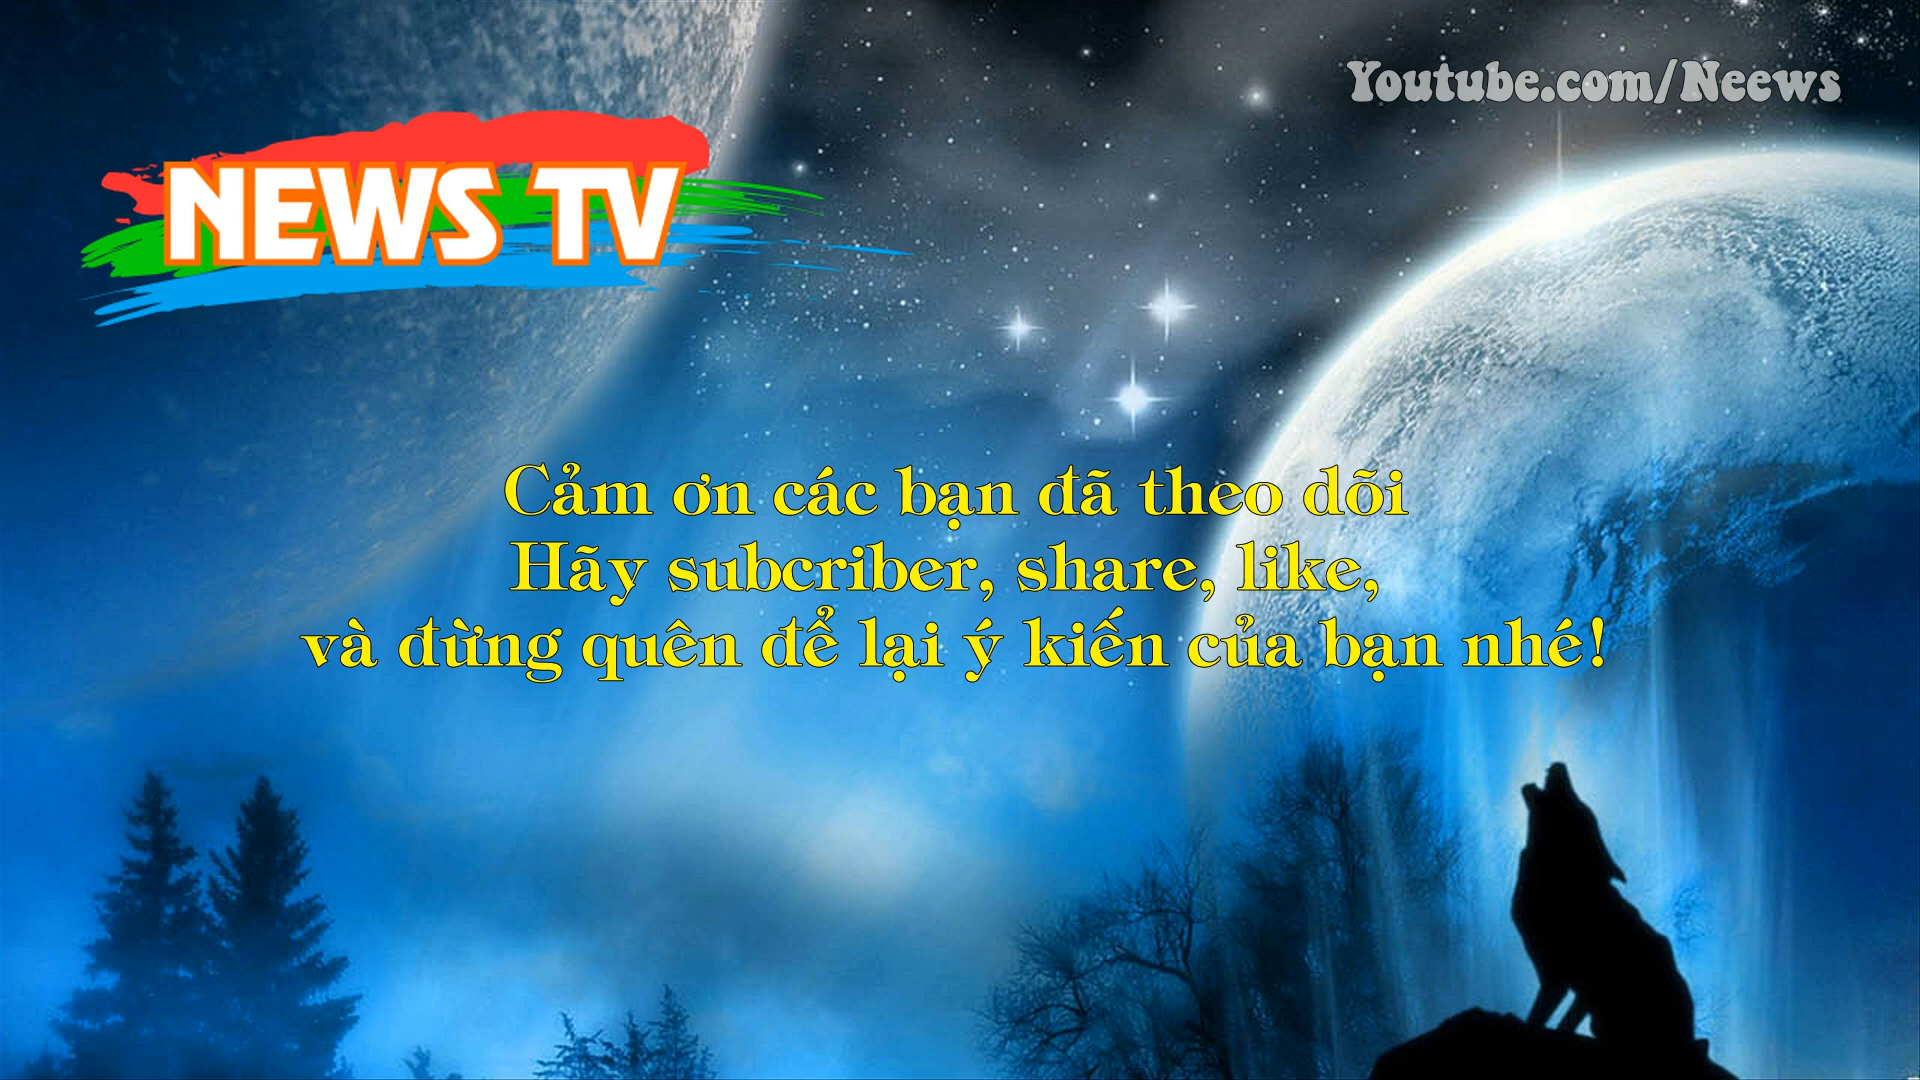 Youtube.com/Neews
NEWS TV
Cảm ơn các bạn đã theo dõi
Hãy subcriber, share, like,
và đừng quên để lại ý kiến của bạn nhé!